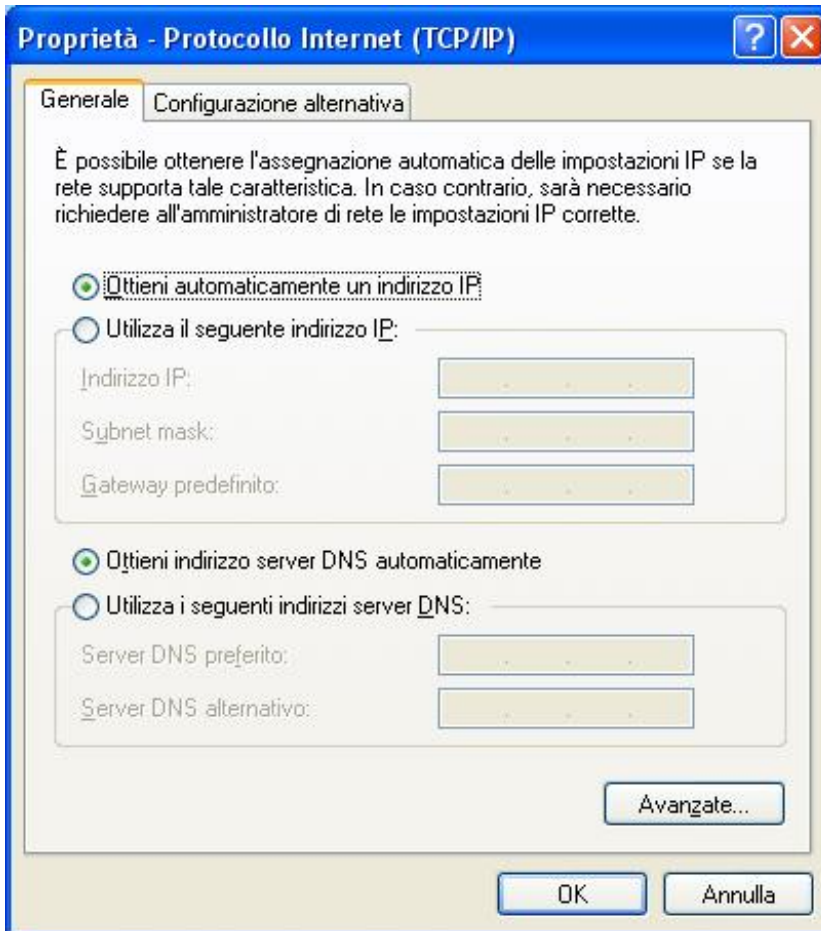 Proprietà - Protocollo Internet (TCP/IP)
Generale
Configurazione alternativa
È possibile ottenere l'assegnazione automatica delle impostazioni IP se la
rete supporta tale caratteristica. In caso contrario, sarà necessario
richiedere all'amministratore di rete le impostazioni IP corrette.
Ottieni automaticamente un indirizzo IP
Utilizza il seguente indirizzo IP:
Indirizzo IP:
Subnet mask:
Gateway predefinito:
Ottieni indirizzo server DNS automaticamente
Utilizza i seguenti indirizzi server DNS:
Server DNS preferito:
Server DNS alternativo:
Avanzate...
OK
Annulla